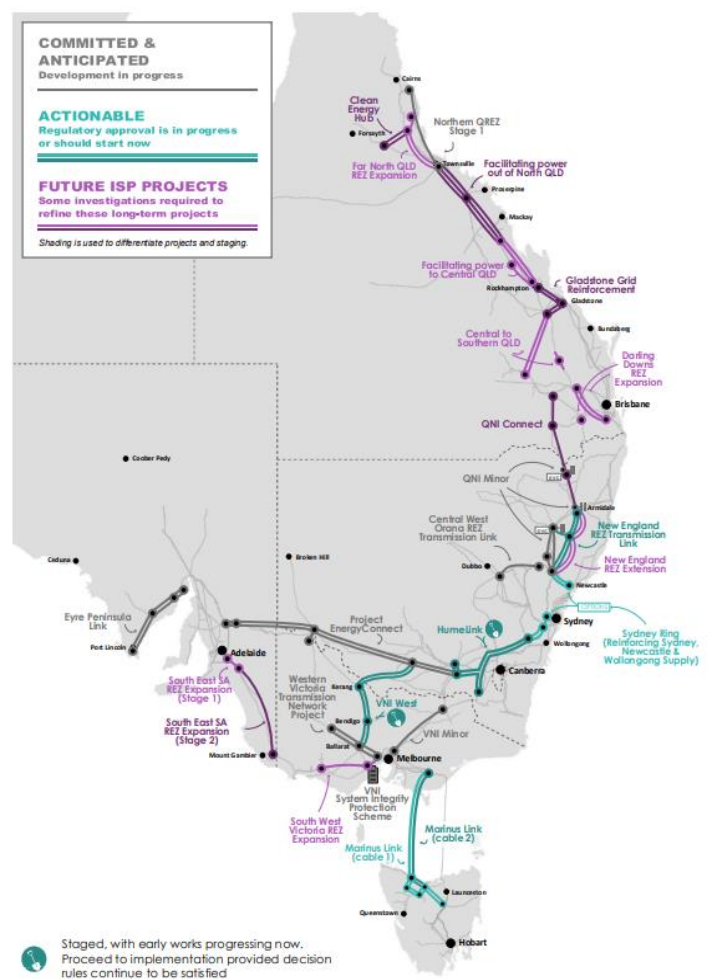 COMMITTED &
ANTICIPATED
Development in progress
ACTIONABLE
Regulatory approval is in progress
or should start now
FUTURE ISP PROJECTS
Some investigations required to
refine these long-term projects
Shading is used to differentiate projects and staging.
Cairns
Clean
Energy
Hub
Forsyth
Northern QREZ
Stage 1
Far North QLD
REZ Expansion
Townsville
Facilitating power
out of North QLD
Proserpine
Mackay
Facilitating power
to Central QLD
Rockhampton
Gladstone Grid
Reinforcement
Gladstone
Central to
Southern QLD
Bundaberg
Darling
Downs
REZ
Expansion
Brisbane
QNI Connect
Coober Pedy
QNI Minor
Armidale
Central West
Orana REZ
Transmission Link
New England
REZ Transmission
Link
New England
REZ Extension
Dubbo
Broken Hill
Ceduna
Newcastle
Eyre Peninsula
Link
Port Lincoln
Project
EnergyConnect
HumeLink
Sydney
Wollongong
Sydney Ring
(Reinforcing Sydney,
Newcastle &
Wollongong Supply)
Adelaide
Canberra
South East SA
REZ Expansion
(Stage 1)
Western
Victoria
Transmission
Network
Project
Kerang
VNI West
Bendigo
South East SA
REZ Expansion
(Stage 2)
VNI Minor
Ballarat
Mount Gambier
Melbourne
VNI
System Integrity
Protection
Scheme
South West
Victoria REZ
Expansion
Marinus Link
(cable 2)
Marinus Link
(cable 1)
Launceston
Queenstown
Hobart
Staged, with early works progressing now.
Proceed to implementation provided decision
rules continue to be satisfied